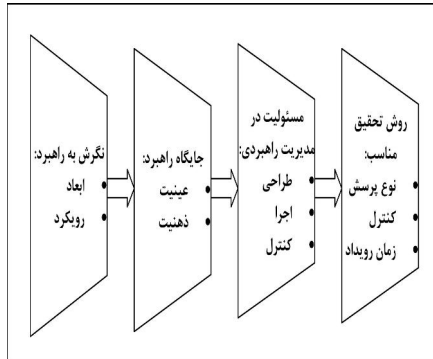 نگرش به راهبرد:
• ابعاد
• رویکرد
جایگاه راهبرد:
• عینیت
• ذهنیت
مسئولیت در
مدیریت راهبردی:
• طراحی
• اجرا
• کنترل
روش تحقیق
مناسب:
• نوع پرسش
• کنترل
• زمان رویداد